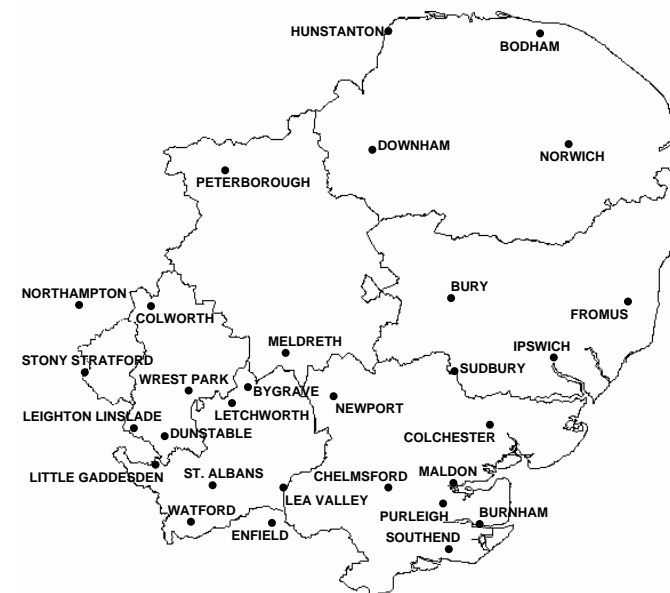 HUNSTANTON
BODHAM
DOWNHAM
NORWICH
PETERBOROUGH
BURY
NORTHAMPTON
FROMUS
COLWORTH
MELDRETH
IPSWICH
STONY STRATFORD
SUDBURY
WREST PARK
BYGRAVE
NEWPORT
LETCHWORTH
LEIGHTON LINSLADE
COLCHESTER
DUNSTABLE
ST. ALBANS
CHELMSFORD
MALDON
LITTLE GADDESDEN
LEA VALLEY
PURLEIGH
WATFORD
BURNHAM
ENFIELD
SOUTHEND